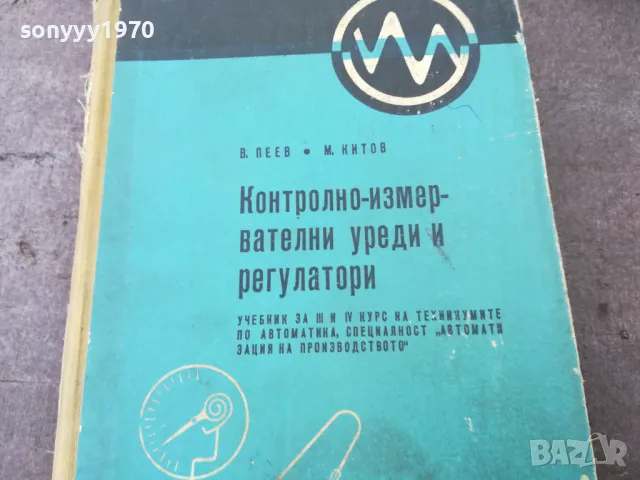 sonyyy1970
В. ПЕЕВ • М. КИТОВ
Контролно-измер-
вателни уреди и
регулатори
УЧЕБНИК ЗА III И IV КУРС НА ТЕХНИКУМИТЕ
ПО АВТОМАТИКА, СПЕЦИАЛНОСТ „АВТОМАТИ
ЗАЦИЯ НА ПРОИЗВОДСТВОТО“
BAZAR